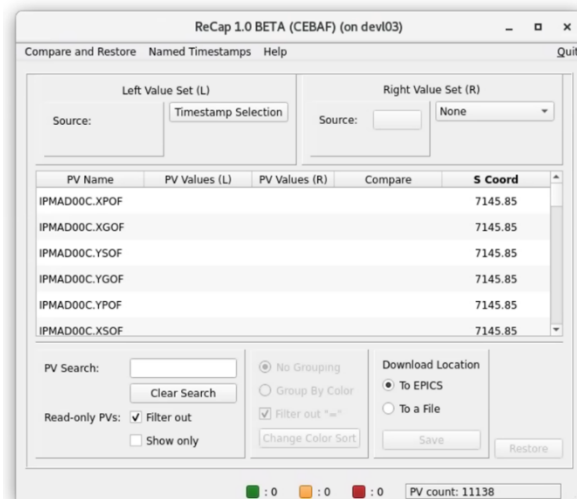 ReCap 1.0 BETA (CEBAF) (on devl03)
Compare and Restore Named Timestamps Help Quit
Left Value Set (L)
Source:
Timestamp Selection
Right Value Set (R)
Source:
None
PV Name PV Values (L) PV Values (R) Compare S Coord
IPMAD00C.XPOF 7145.85
IPMAD00C.XGOF 7145.85
IPMAD00C.YSOF 7145.85
IPMAD00C.YGOF 7145.85
IPMAD00C.YPOF 7145.85
IPMAD00C.XSOF 7145.85
PV Search:
Clear Search
Read-only PVs: Filter out
Show only
No Grouping
Group By Color
Filter out "="
Change Color Sort
Download Location
To EPICS
To a File
Save
Restore
: 0 : 0 : 0 PV count: 11138